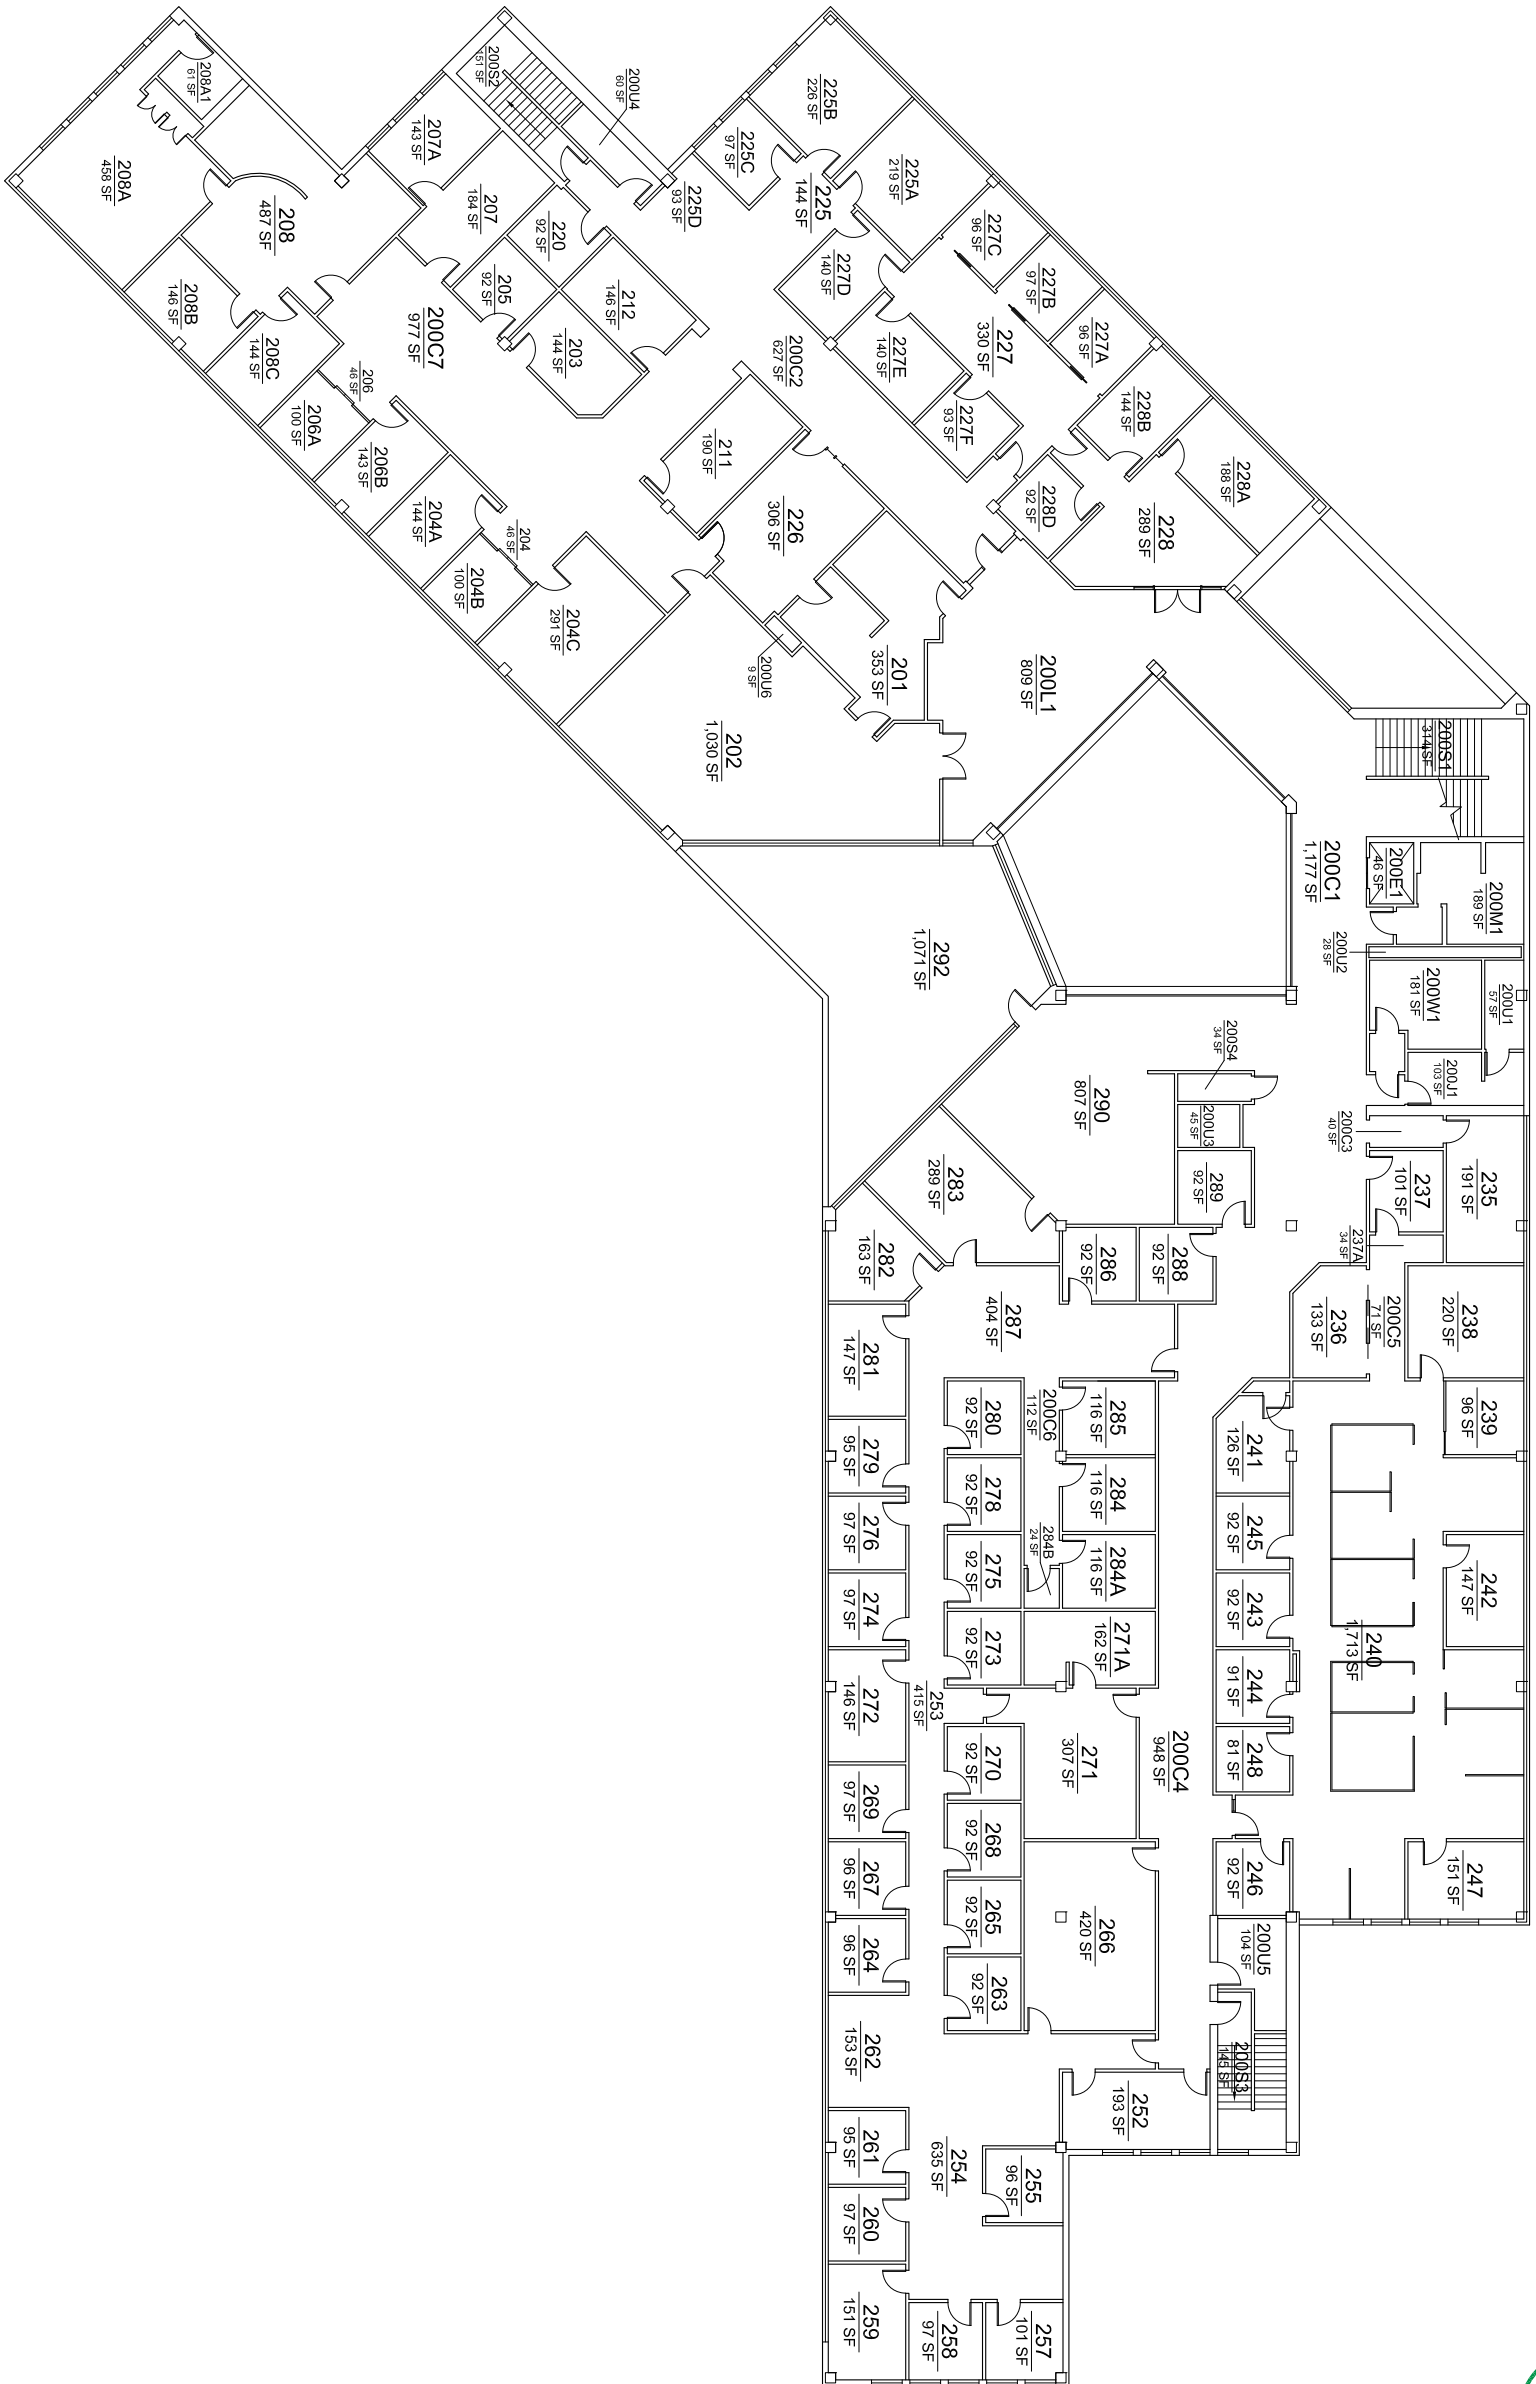 208A1
61 SF
208A
458 SF
208
487 SF
208B
146 SF
208C
144 SF
207A
143 SF
207
184 SF
200S2
151 SF
200U4
60 SF
220
92 SF
205
92 SF
212
146 SF
203
144 SF
200C7
977 SF
206
46 SF
206A
100 SF
206B
143 SF
204A
144 SF
204
46 SF
204B
100 SF
204C
291 SF
225B
226 SF
225C
97 SF
225A
219 SF
225
144 SF
225D
93 SF
227C
96 SF
227B
97 SF
227A
96 SF
227D
140 SF
227
330 SF
227E
140 SF
227F
93 SF
200C2
627 SF
228B
144 SF
228A
188 SF
228D
92 SF
228
289 SF
211
190 SF
226
306 SF
201
353 SF
200U6
9 SF
202
1,030 SF
200L1
809 SF
200S1
314 SF
200C1
1,177 SF
200E1
46 SF
200M1
189 SF
200U2
28 SF
200W1
181 SF
200U1
57 SF
200J1
103 SF
292
1,071 SF
200S4
34 SF
290
807 SF
200U3
45 SF
289
92 SF
200C3
40 SF
235
191 SF
237
101 SF
237A
34 SF
283
289 SF
282
163 SF
286
92 SF
288
92 SF
236
133 SF
200C5
71 SF
238
220 SF
287
404 SF
281
147 SF
239
96 SF
280
92 SF
200C6
112 SF
285
116 SF
241
126 SF
279
95 SF
278
92 SF
284
116 SF
245
92 SF
276
97 SF
275
92 SF
284B
24 SF
284A
116 SF
243
92 SF
242
147 SF
274
97 SF
273
92 SF
271A
162 SF
244
91 SF
240
1,713 SF
272
146 SF
253
415 SF
271
307 SF
200C4
948 SF
248
81 SF
270
92 SF
269
97 SF
268
92 SF
267
96 SF
265
92 SF
266
420 SF
246
92 SF
247
151 SF
264
96 SF
263
92 SF
200U5
104 SF
262
153 SF
200S3
145 SF
252
193 SF
261
95 SF
254
635 SF
255
96 SF
260
97 SF
259
151 SF
258
97 SF
257
101 SF